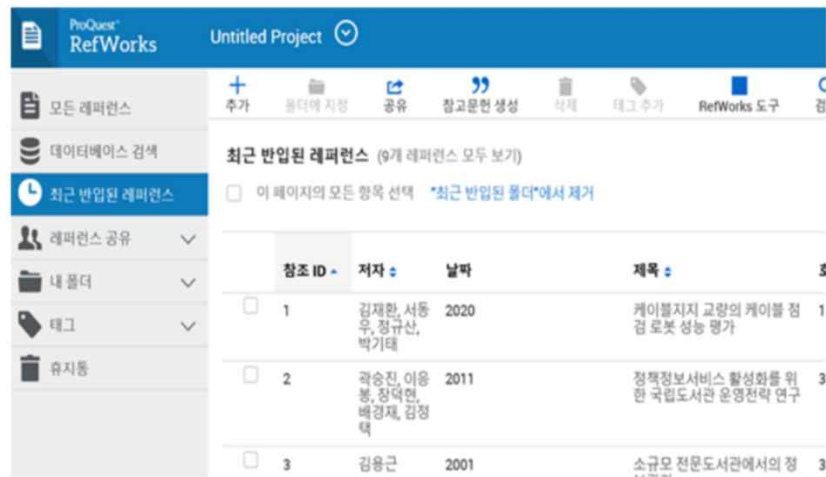 ProQuest®
RefWorks
Untitled Project
모든 레퍼런스
데이터베이스 검색
최근 반입된 레퍼런스
레퍼런스 공유
내 폴더
태그
휴지통
추가
폴더에 지정
공유
참고문헌 생성
삭제
태그 추가
RefWorks 도구
최근 반입된 레퍼런스 (9개 레퍼런스 모두 보기)
이 페이지의 모든 항목 선택 "최근 반입된 폴더"에서 제거
참조 ID 저자 날짜 제목
1
김재환, 서동
우, 정규산,
박기태
2020
케이블지지 교량의 케이블 점
검 로봇 성능 평가
1
2
곽승진, 이응
봉, 장덕현,
배경재, 김정
택
2011
정책정보서비스 활성화를 위
한 국립도서관 운영전략 연구
3
3
김용근
2001
소규모 전문도서관에서의 정
3